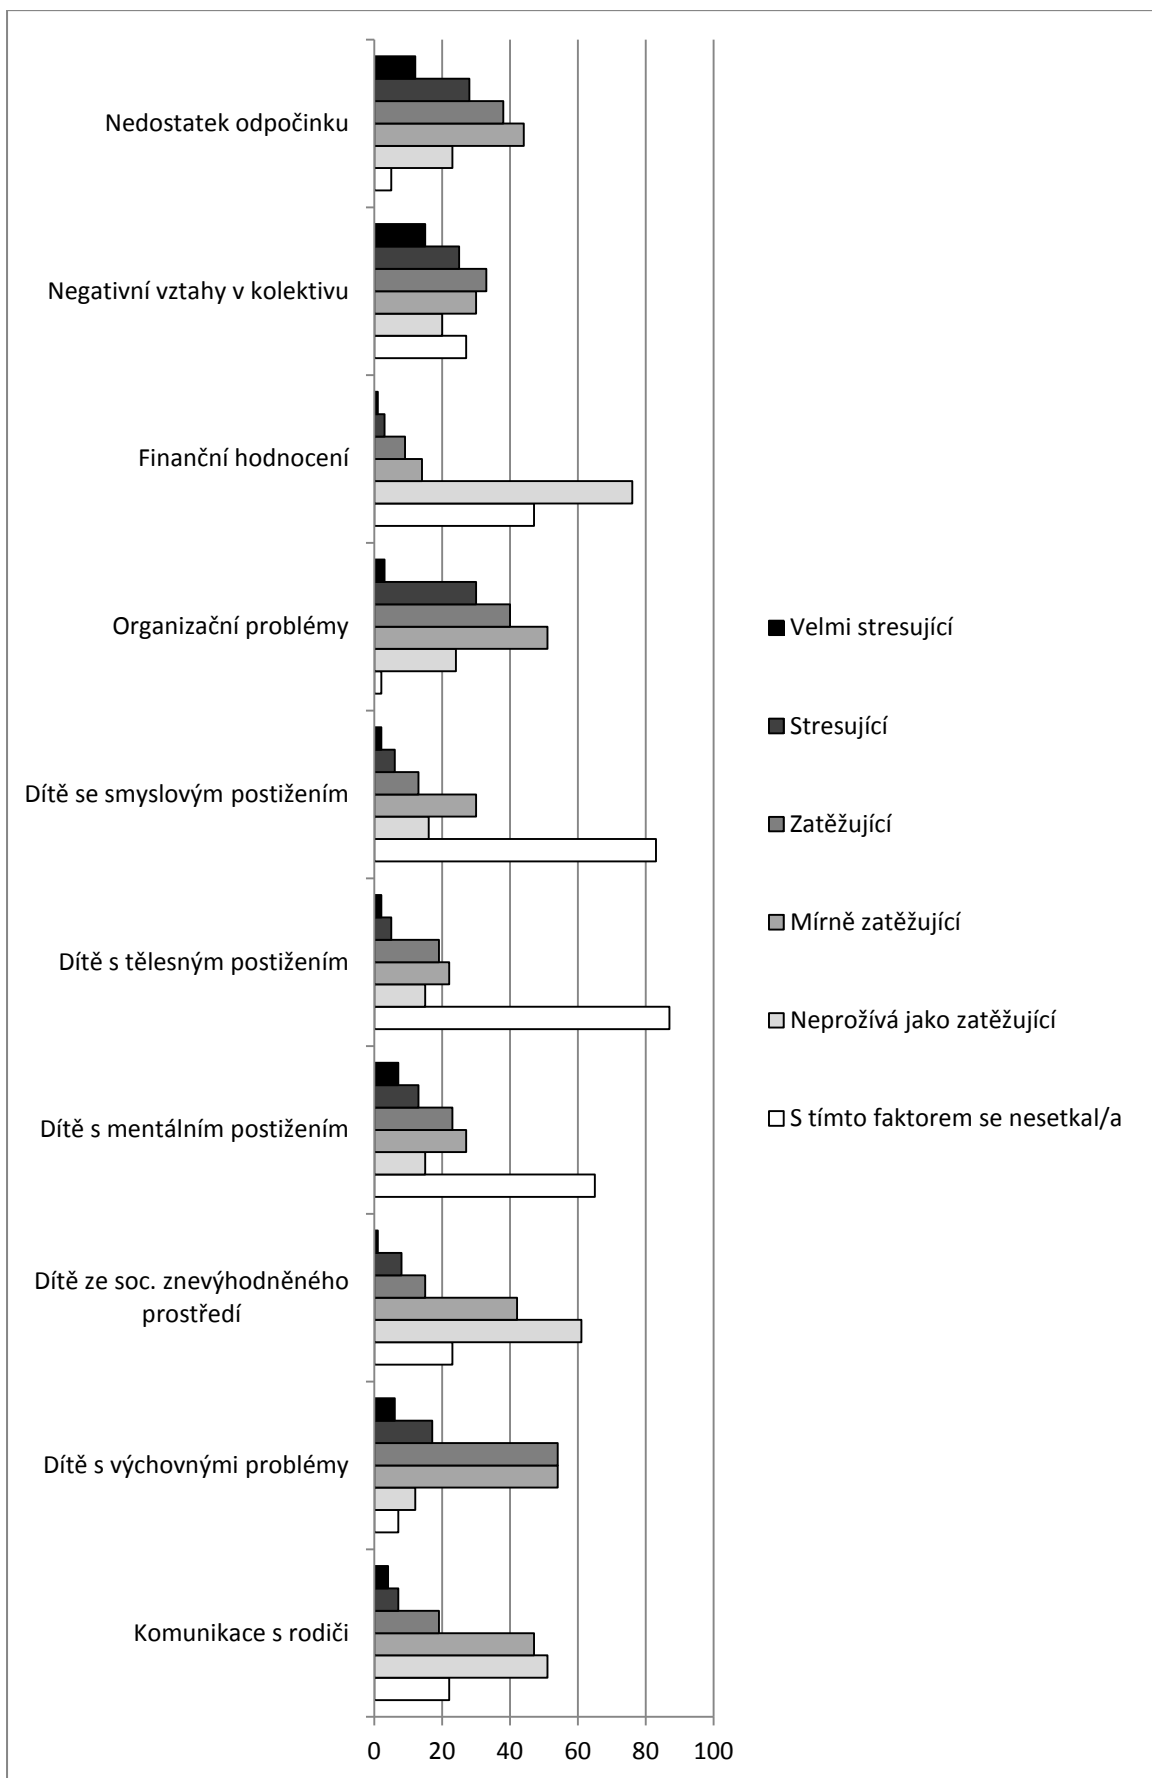 Nedostatek odpočinku
Negativní vztahy v kolektivu
Finanční hodnocení
Organizační problémy
Dítě se smyslovým postižením
Dítě s tělesným postižením
Dítě s mentálním postižením
Dítě ze soc. znevýhodněného
prostředí
Dítě s výchovnými problémy
Komunikace s rodiči
0 20 40 60 80 100
Velmi stresující
Stresující
Zatěžující
Mírně zatěžující
Neprožívá jako zatěžující
S tímto faktorem se nesetkal/a